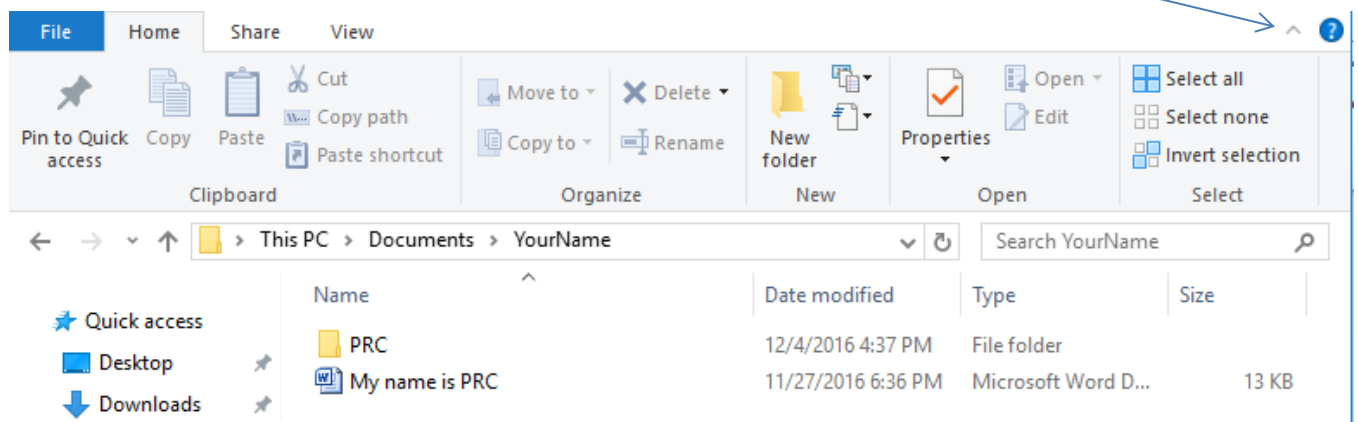 File Home Share View
Pin to Quick access
Copy
Paste
Cut
Copy path
Paste shortcut
Clipboard
Move to
Copy to
Delete
Rename
Organize
New folder
New
Properties
Open
Edit
Open
Select all
Select none
Invert selection
Select
This PC > Documents > YourName
Search YourName
Name Date modified Type Size
Quick access
Desktop
Downloads
PRC 12/4/2016 4:37 PM File folder
My name is PRC 11/27/2016 6:36 PM Microsoft Word D... 13 KB